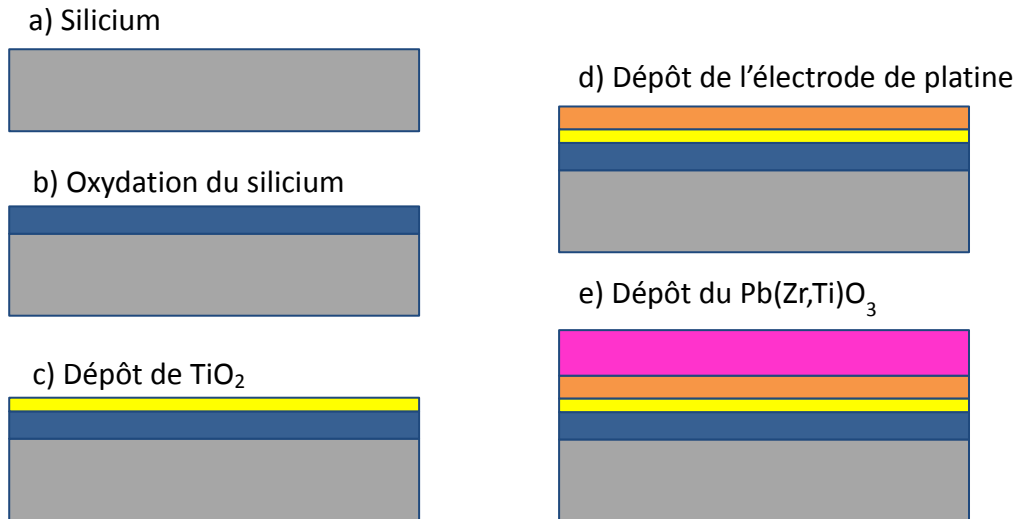 a) Silicium
b) Oxydation du silicium
c) Dépôt de TiO₂
d) Dépôt de l’électrode de platine
e) Dépôt du Pb(Zr,Ti)O₃